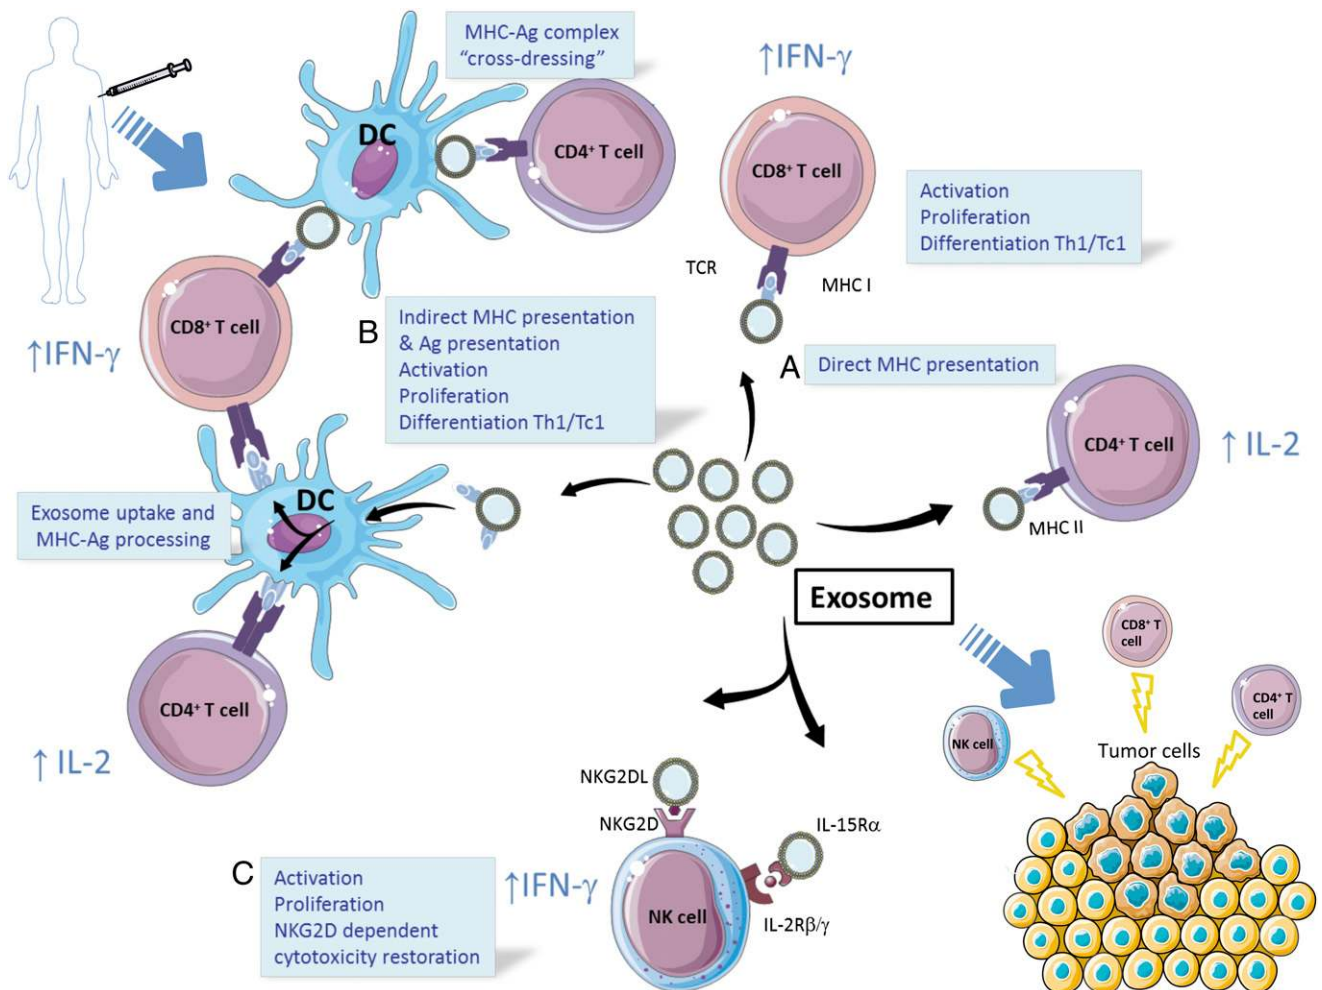 MHC-Ag complex
“cross-dressing”
↑IFN-γ
DC
CD4⁺ T cell
CD8⁺ T cell
Activation
Proliferation
Differentiation Th1/Tc1
TCR
MHC I
CD8⁺ T cell
↑IFN-γ
B
Indirect MHC presentation
& Ag presentation
Activation
Proliferation
Differentiation Th1/Tc1
A
Direct MHC presentation
CD4⁺ T cell
↑ IL-2
MHC II
DC
Exosome uptake and
MHC-Ag processing
Exosome
CD4⁺ T cell
↑ IL-2
CD8⁺ T
cell
CD4⁺ T
cell
NK cell
Tumor cells
NKG2DL
NKG2D
IL-15Rα
IL-2Rβ/γ
NK cell
↑IFN-γ
C
Activation
Proliferation
NKG2D dependent
cytotoxicity restoration